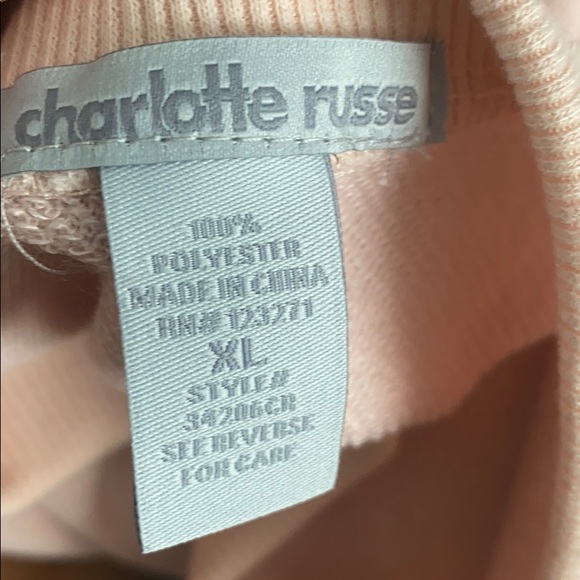 charlotte russe
100%
POLYESTER
MADE IN CHINA
RN# 123271
XL
STYLE#
34206CR
SEE REVERSE
FOR CARE